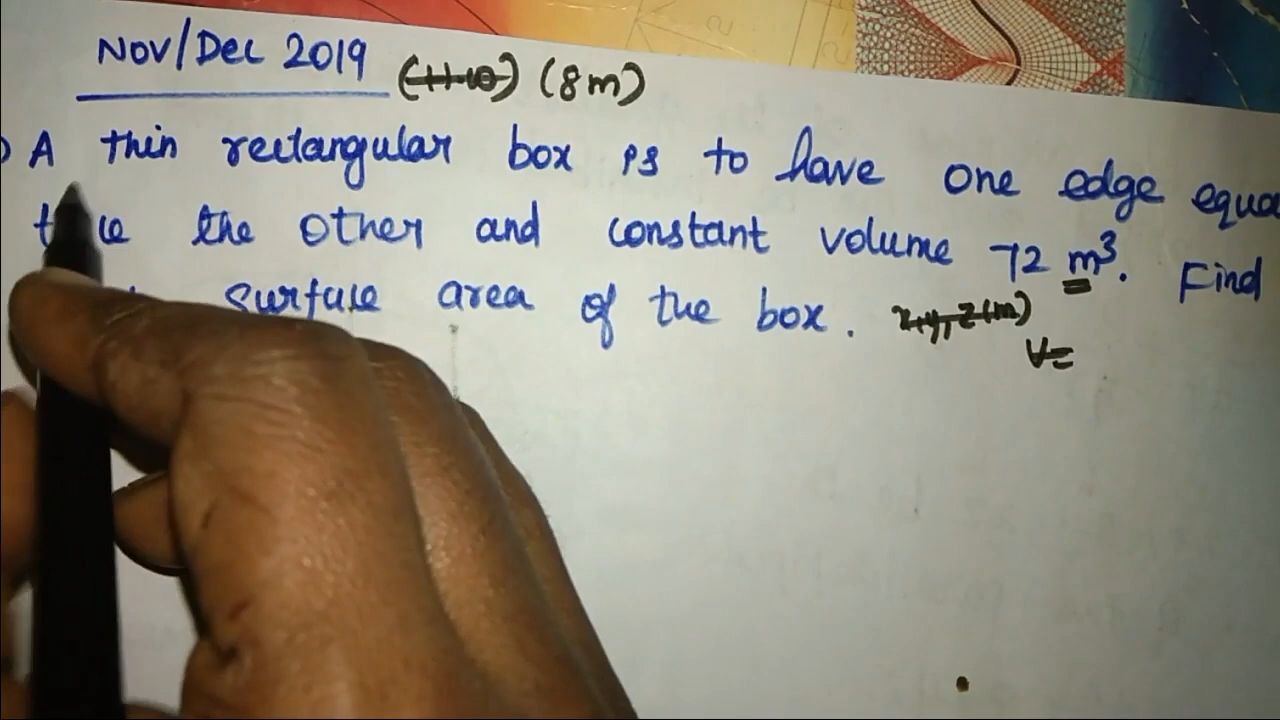 Nov/Dec 2019 (8m)
A thin rectangular box is to have one edge
the other and constant volume 72 m³. Find
surface area of the box. x, y, z (m)
V=